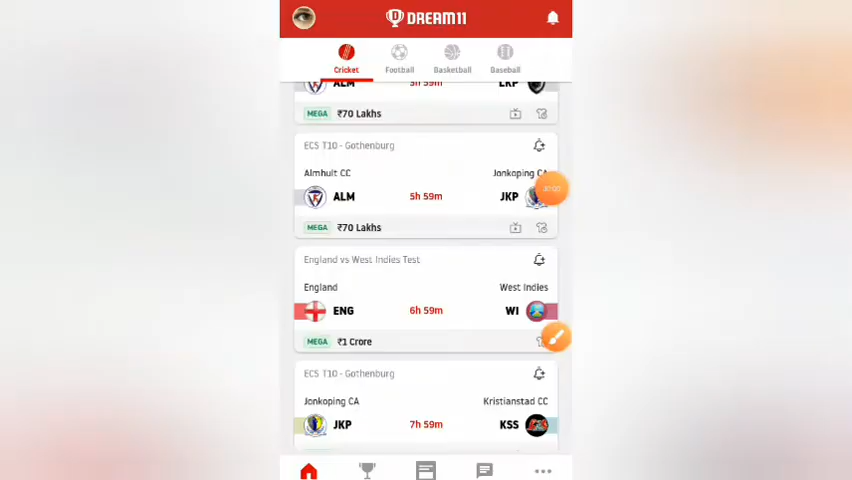 DREAM11
Cricket
Football
Basketball
Baseball
ALM
5h 59m
MEGA ₹70 Lakhs
ECS T10 - Gothenburg
Almhult CC
Jonkoping CA
ALM
5h 59m
JKP
MEGA ₹70 Lakhs
England vs West Indies Test
England
West Indies
ENG
6h 59m
WI
MEGA ₹1 Crore
ECS T10 - Gothenburg
Jonkoping CA
Kristianstad CC
JKP
7h 59m
KSS